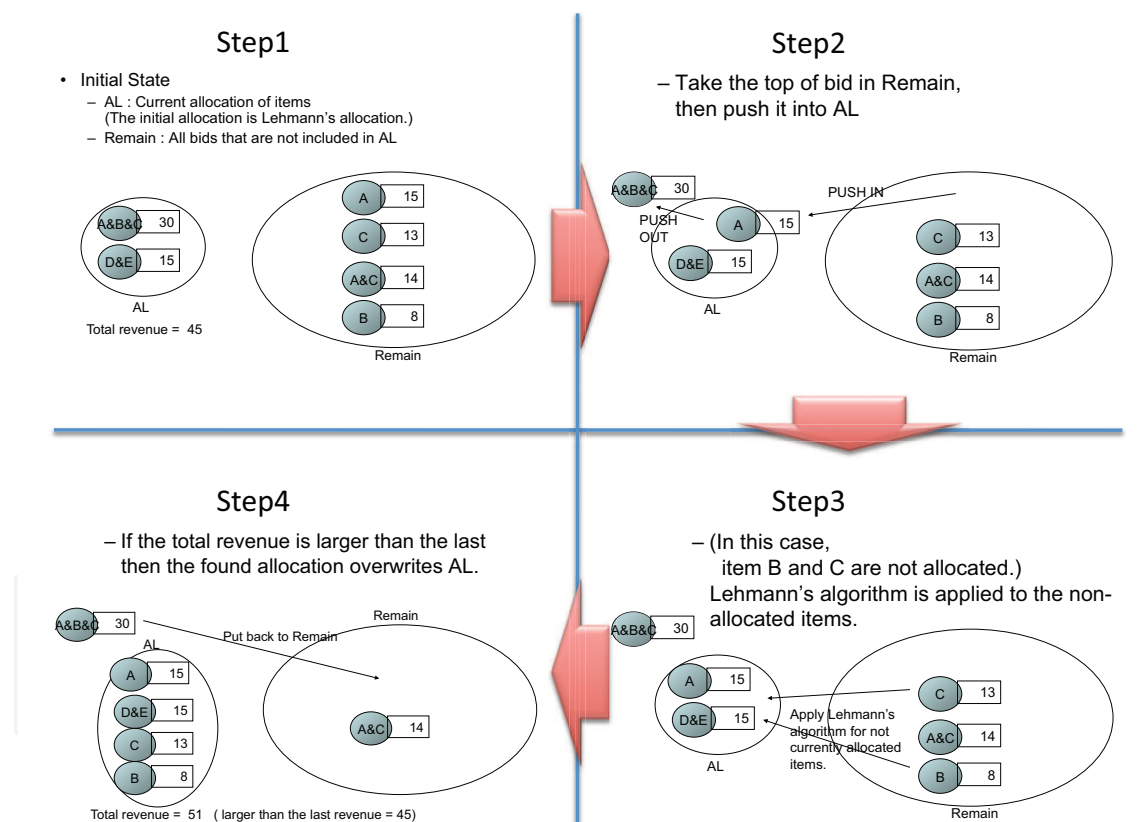 Step1
• Initial State
– AL : Current allocation of items
(The initial allocation is Lehmann’s allocation.)
– Remain : All bids that are not included in AL
A&B&C 30
D&E 15
AL
Total revenue = 45
A 15
C 13
A&C 14
B 8
Remain
Step2
– Take the top of bid in Remain,
then push it into AL
A&B&C 30
PUSH IN
PUSH
OUT
A 15
D&E 15
AL
C 13
A&C 14
B 8
Remain
Step3
– (In this case,
item B and C are not allocated.)
Lehmann’s algorithm is applied to the non-
allocated items.
A&B&C 30
A 15
D&E 15
AL
Apply Lehmann’s
algorithm for not
currently allocated
items.
C 13
A&C 14
B 8
Remain
Step4
– If the total revenue is larger than the last
then the found allocation overwrites AL.
A&B&C 30
Put back to Remain
AL
A 15
D&E 15
C 13
B 8
Remain
A&C 14
Total revenue = 51 ( larger than the last revenue = 45)